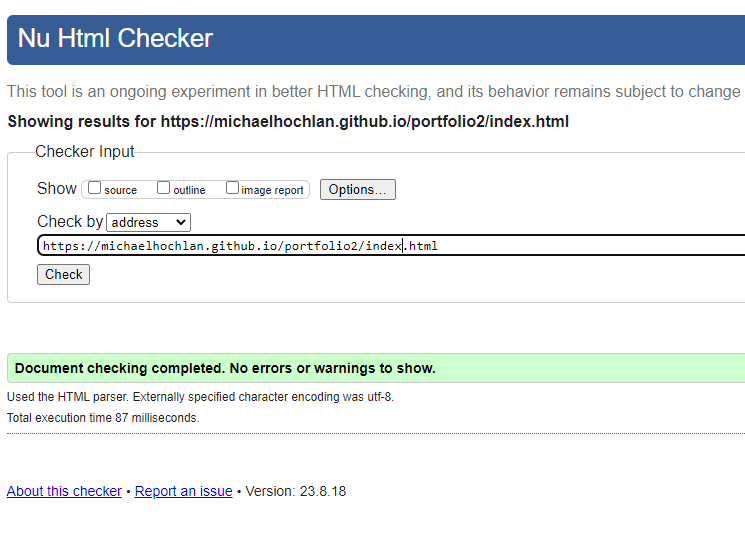 Nu Html Checker
This tool is an ongoing experiment in better HTML checking, and its behavior remains subject to change
Showing results for https://michaelhochlan.github.io/portfolio2/index.html
Checker Input
Show source outline image report Options...
Check by address
https://michaelhochlan.github.io/portfolio2/index.html
Check
Document checking completed. No errors or warnings to show.
Used the HTML parser. Externally specified character encoding was utf-8.
Total execution time 87 milliseconds.
About this checker • Report an issue • Version: 23.8.18